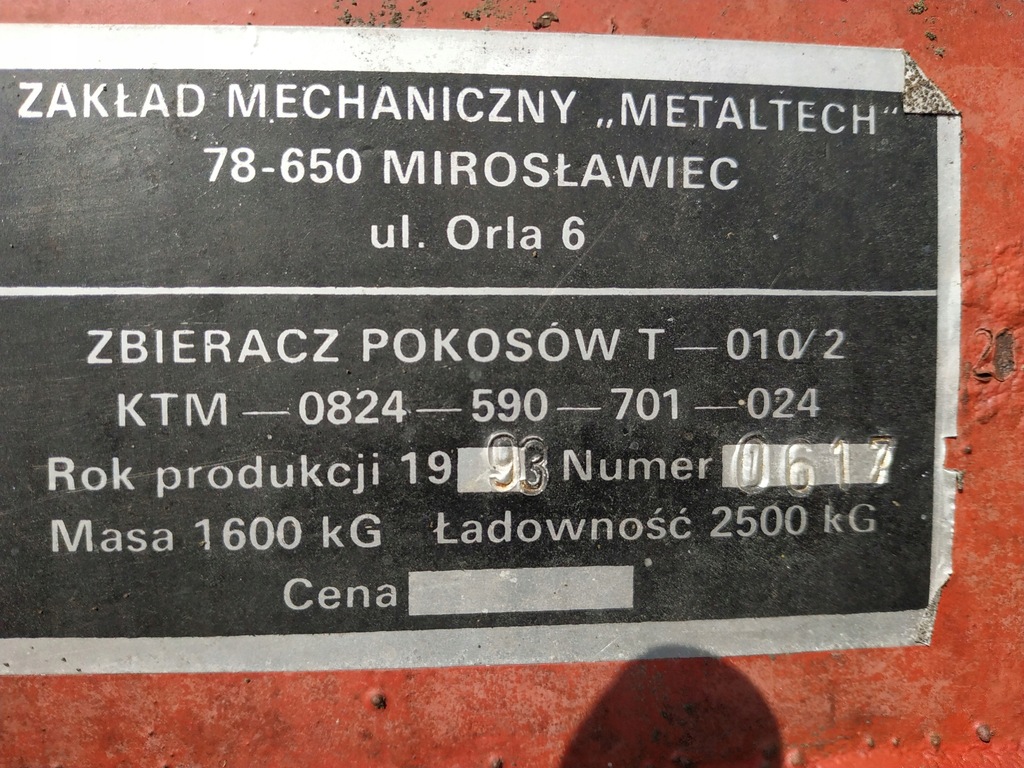 ZAKŁAD MECHANICZNY „METALTECH"
78-650 MIROSŁAWIEC
ul. Orla 6
ZBIERACZ POKOSÓW T — 010/2
KTM — 0824 — 590 — 701 — 024
Rok produkcji 1993 Numer 0617
Masa 1600 kG Ładowność 2500 kG
Cena